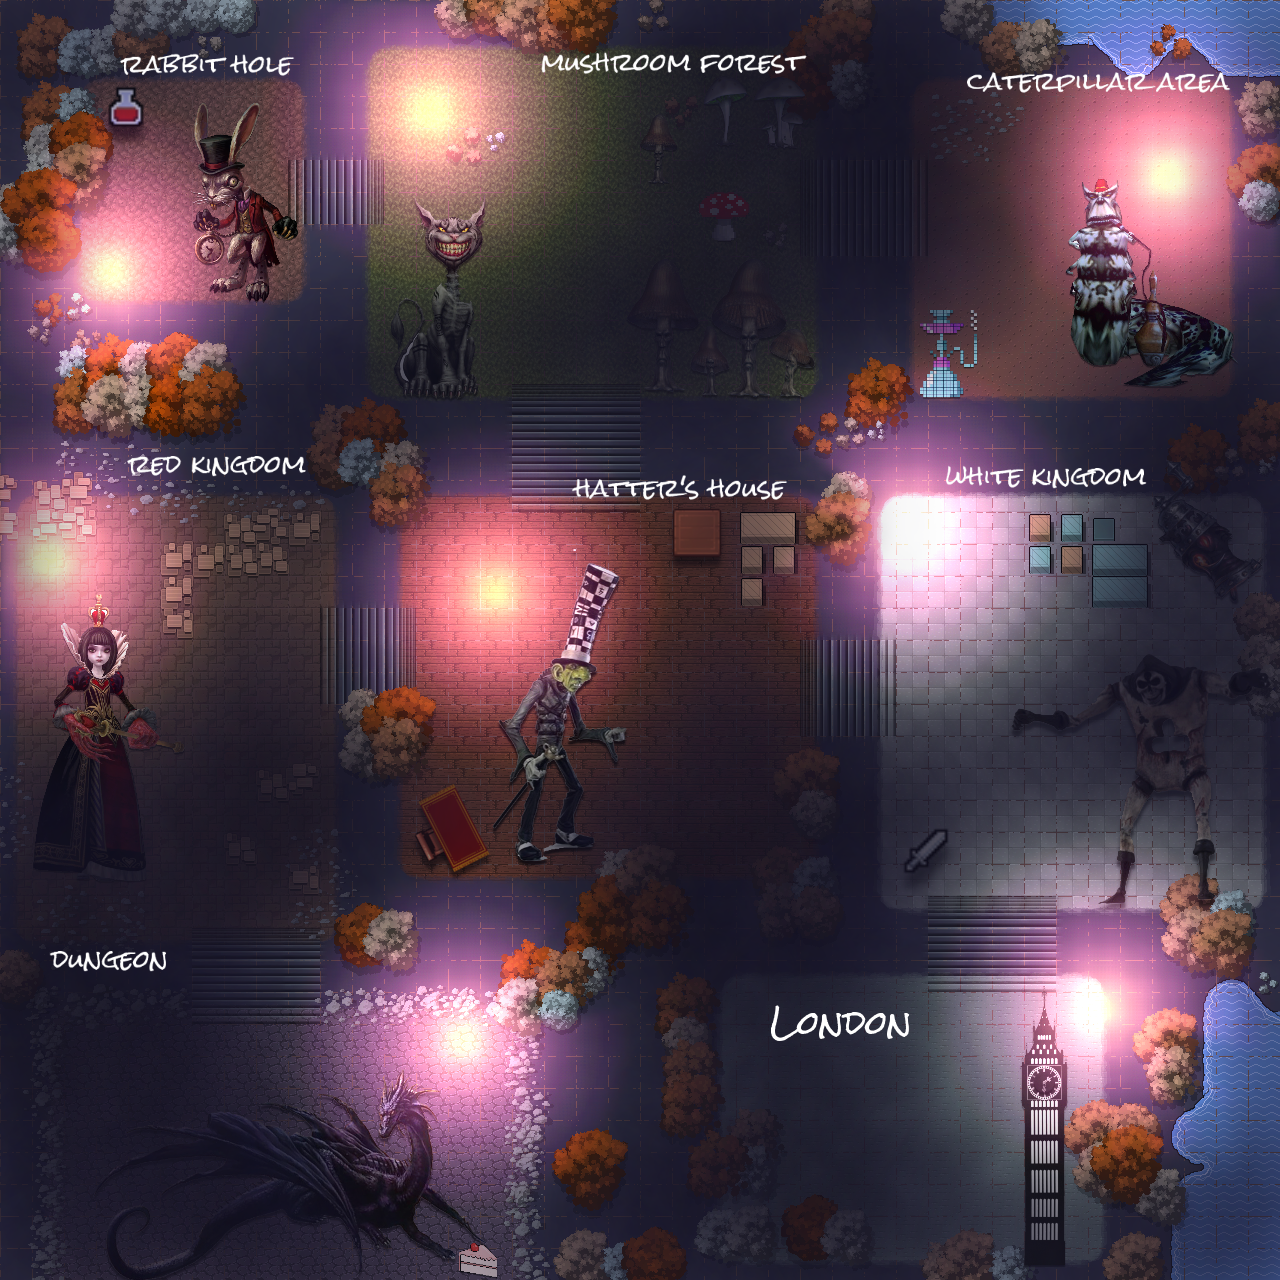 RABBIT HOLE
MUSHROOM FOREST
CATERPILLAR AREA
RED KINGDOM
HATTER'S HOUSE
WHITE KINGDOM
DUNGEON
LONDON